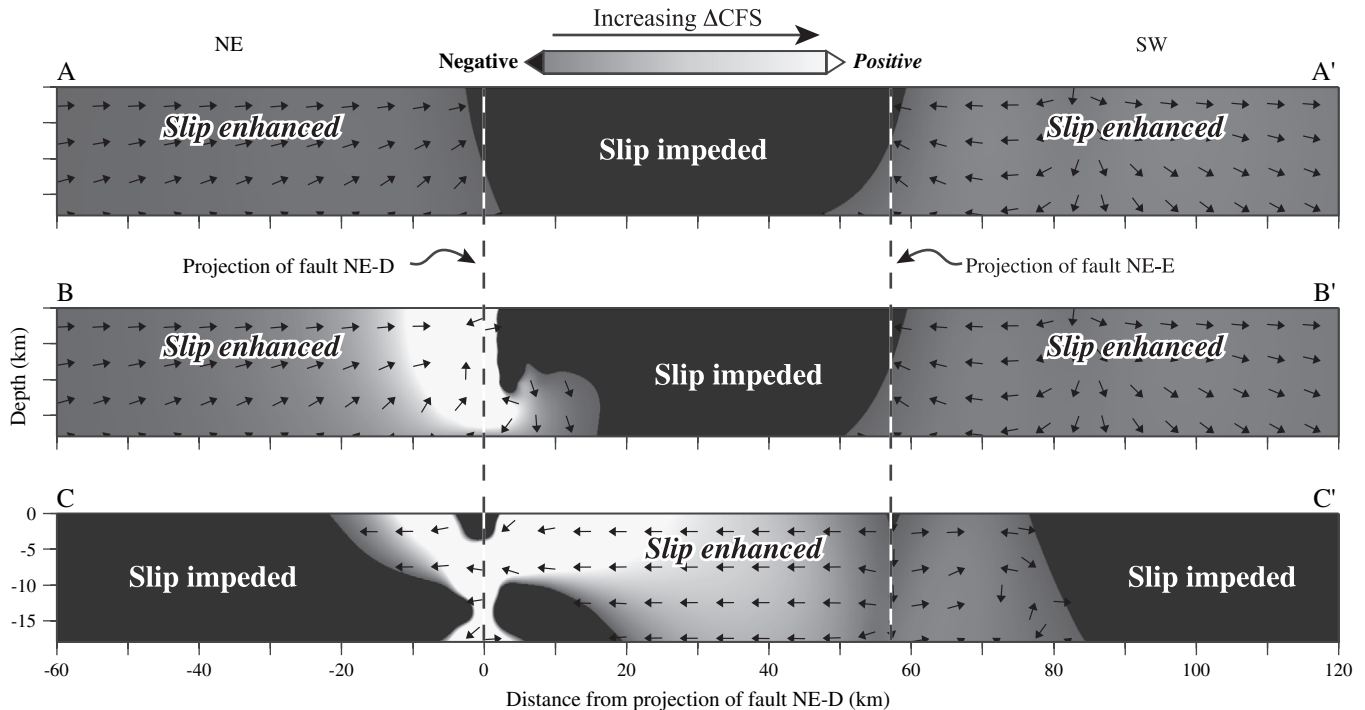 Increasing ΔCFS
NE
SW
Negative
Positive
A
A'
Slip enhanced
Slip impeded
Slip enhanced
Projection of fault NE-D
Projection of fault NE-E
B
B'
Slip enhanced
Slip impeded
Slip enhanced
Depth (km)
C
C'
0
-5
-10
-15
Slip impeded
Slip enhanced
Slip impeded
-60 -40 -20 0 20 40 60 80 100 120
Distance from projection of fault NE-D (km)